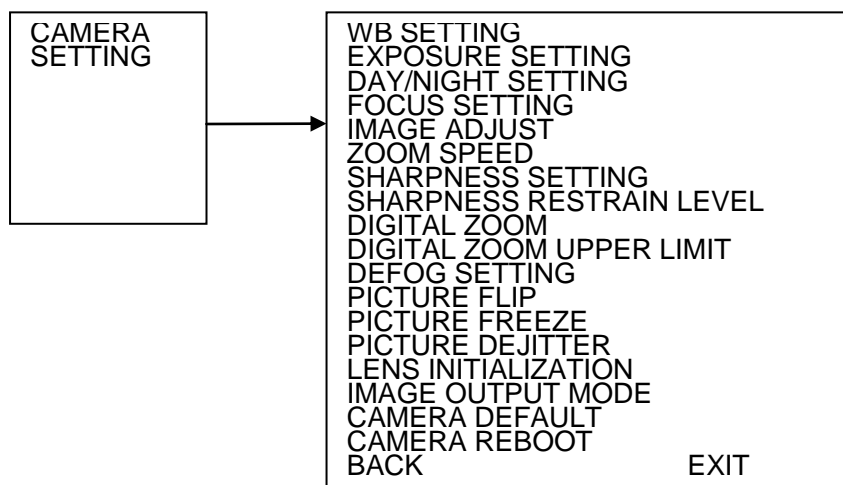 CAMERA
SETTING
WB SETTING
EXPOSURE SETTING
DAY/NIGHT SETTING
FOCUS SETTING
IMAGE ADJUST
ZOOM SPEED
SHARPNESS SETTING
SHARPNESS RESTRAIN LEVEL
DIGITAL ZOOM
DIGITAL ZOOM UPPER LIMIT
DEFOG SETTING
PICTURE FLIP
PICTURE FREEZE
PICTURE DEJITTER
LENS INITIALIZATION
IMAGE OUTPUT MODE
CAMERA DEFAULT
CAMERA REBOOT
BACK EXIT